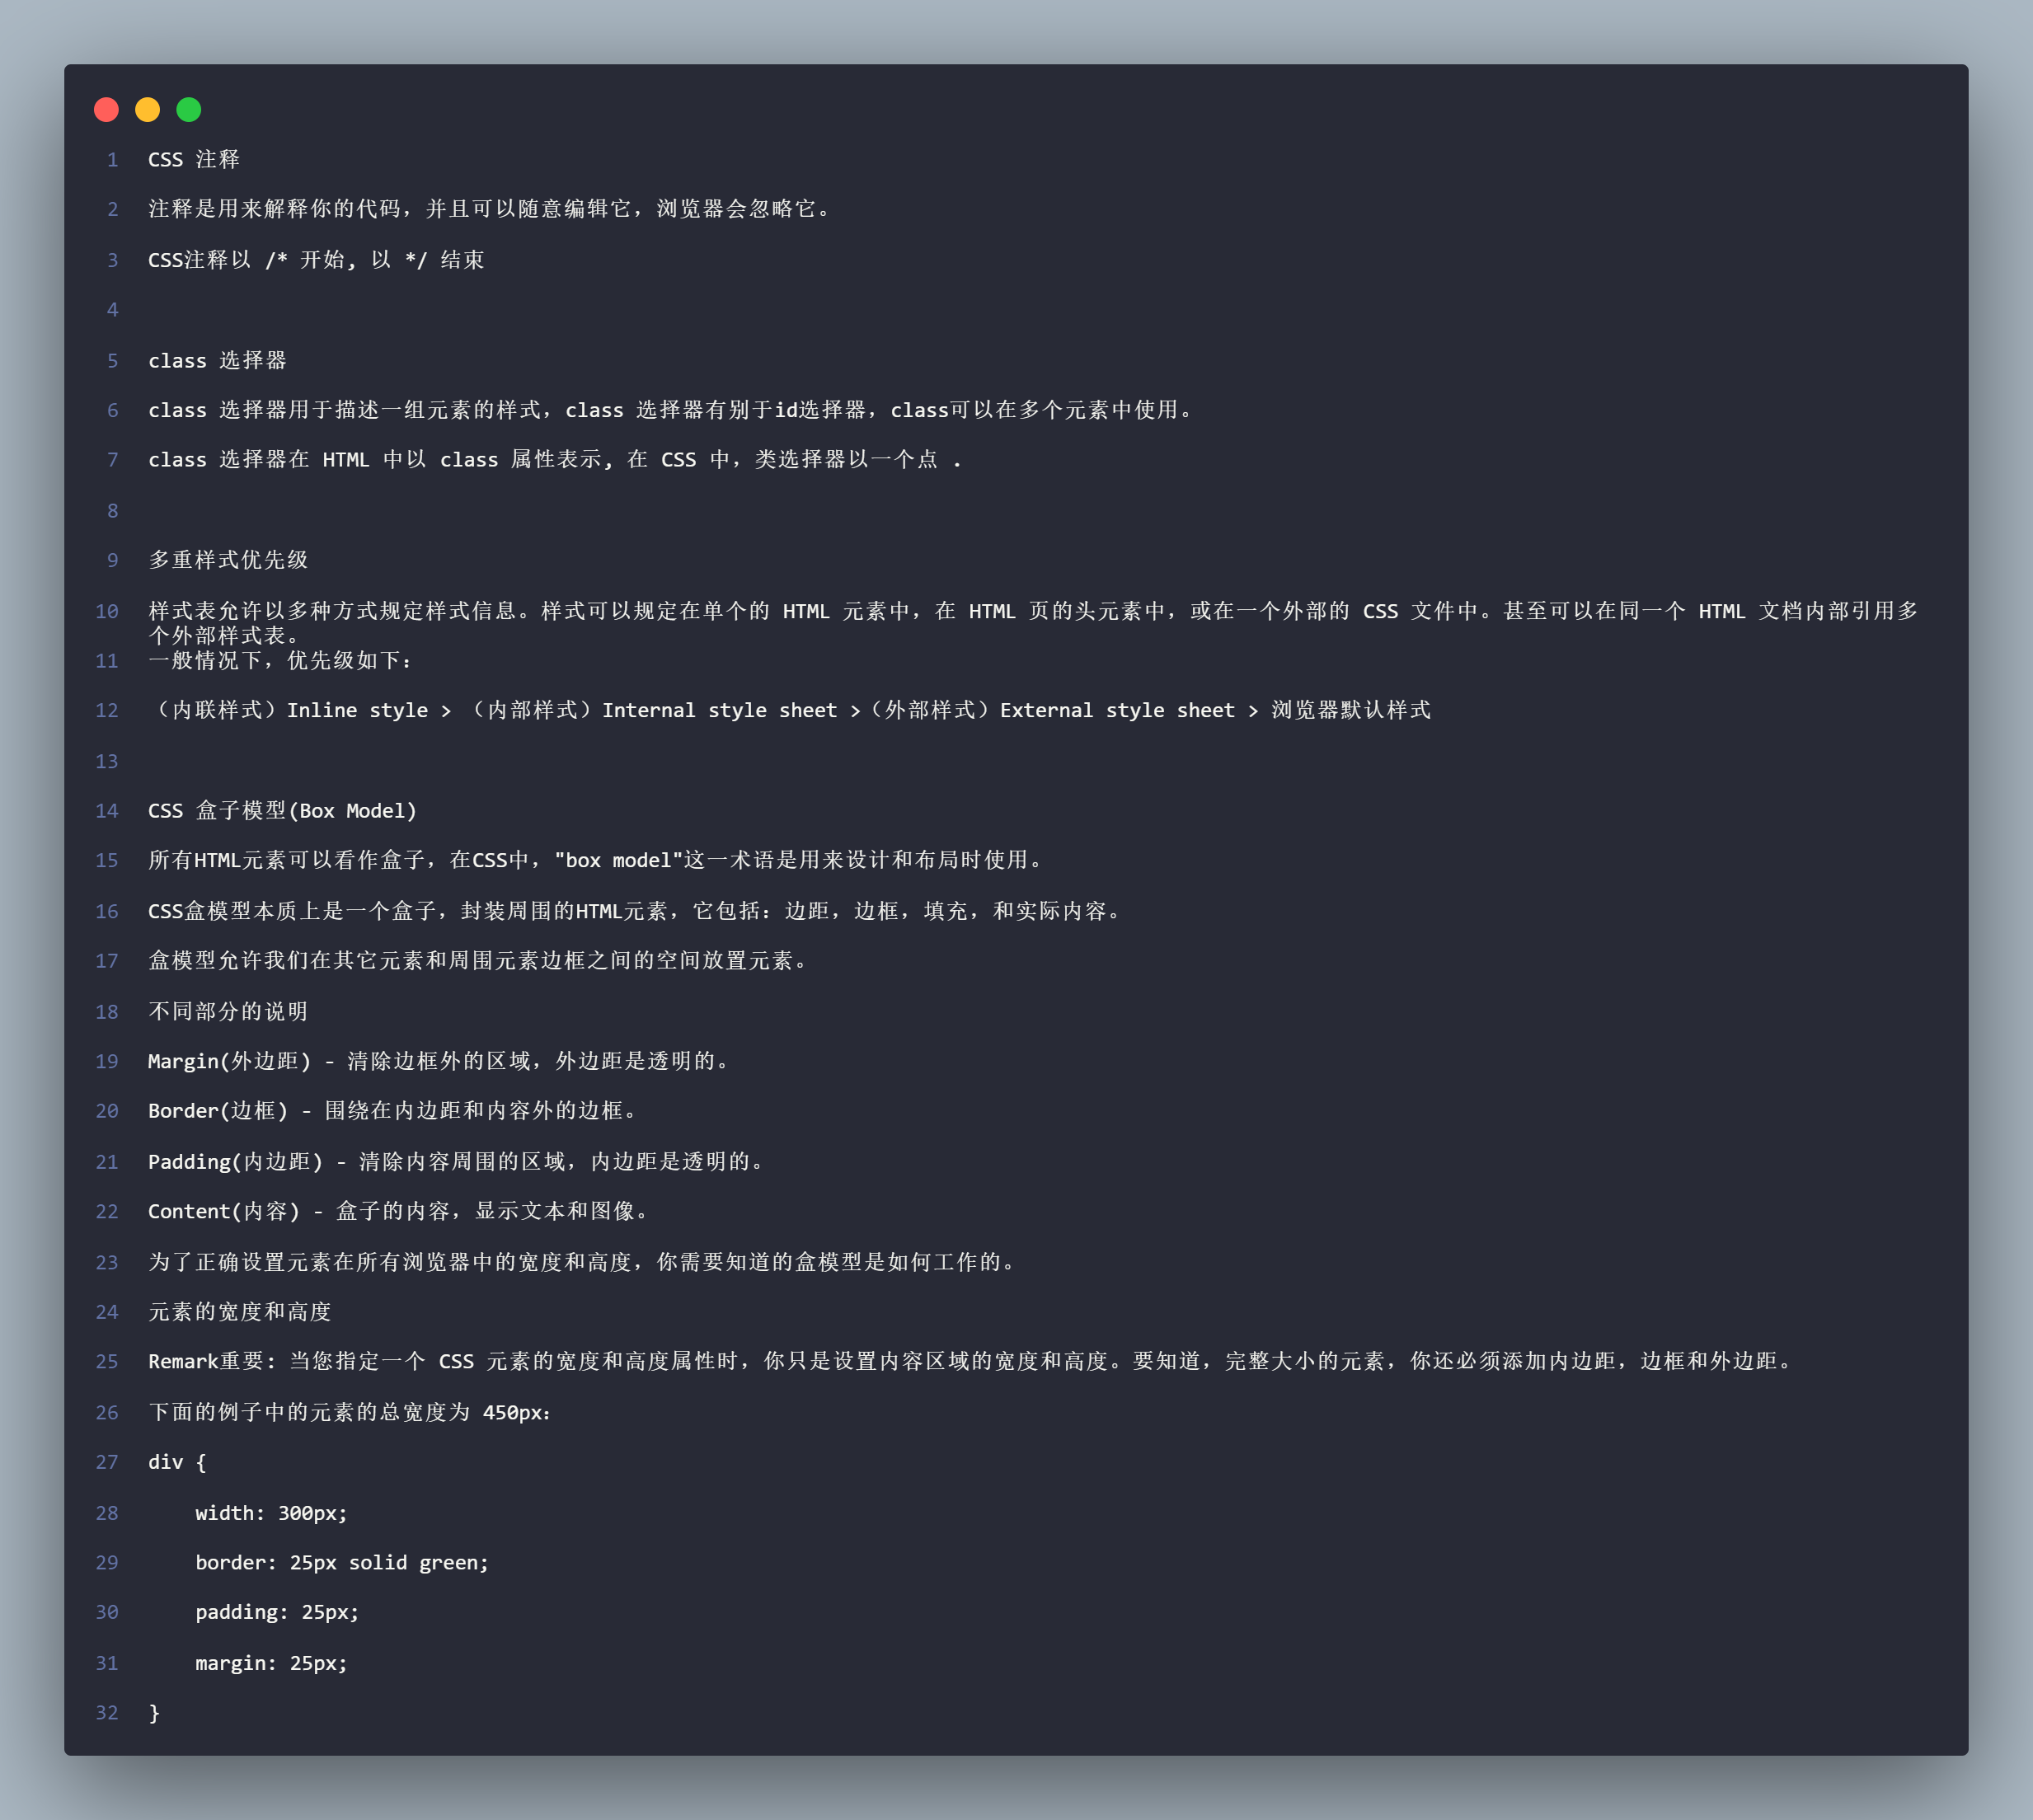 1 CSS 注释
2 注释是用来解释你的代码，并且可以随意编辑它，浏览器会忽略它。
3 CSS注释以 /* 开始, 以 */ 结束
4
5 class 选择器
6 class 选择器用于描述一组元素的样式，class 选择器有别于id选择器，class可以在多个元素中使用。
7 class 选择器在 HTML 中以 class 属性表示, 在 CSS 中，类选择器以一个点 .
8
9 多重样式优先级
10 样式表允许以多种方式规定样式信息。样式可以规定在单个的 HTML 元素中，在 HTML 页的头元素中，或在一个外部的 CSS 文件中。甚至可以在同一个 HTML 文档内部引用多
个外部样式表。
11 一般情况下，优先级如下：
12 （内联样式）Inline style > （内部样式）Internal style sheet >（外部样式）External style sheet > 浏览器默认样式
13
14 CSS 盒子模型(Box Model)
15 所有HTML元素可以看作盒子，在CSS中，"box model"这一术语是用来设计和布局时使用。
16 CSS盒模型本质上是一个盒子，封装周围的HTML元素，它包括：边距，边框，填充，和实际内容。
17 盒模型允许我们在其它元素和周围元素边框之间的空间放置元素。
18 不同部分的说明
19 Margin(外边距) - 清除边框外的区域，外边距是透明的。
20 Border(边框) - 围绕在内边距和内容外的边框。
21 Padding(内边距) - 清除内容周围的区域，内边距是透明的。
22 Content(内容) - 盒子的内容，显示文本和图像。
23 为了正确设置元素在所有浏览器中的宽度和高度，你需要知道的盒模型是如何工作的。
24 元素的宽度和高度
25 Remark重要: 当您指定一个 CSS 元素的宽度和高度属性时，你只是设置内容区域的宽度和高度。要知道，完整大小的元素，你还必须添加内边距，边框和外边距。
26 下面的例子中的元素的总宽度为 450px：
27 div {
28     width: 300px;
29     border: 25px solid green;
30     padding: 25px;
31     margin: 25px;
32 }